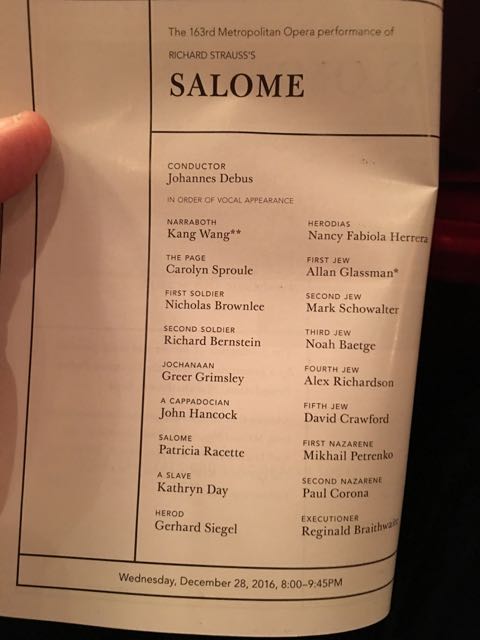 The 163rd Metropolitan Opera performance of
RICHARD STRAUSS'S
SALOME
CONDUCTOR
Johannes Debus
IN ORDER OF VOCAL APPEARANCE
NARRABOTH
Kang Wang**
THE PAGE
Carolyn Sproule
FIRST SOLDIER
Nicholas Brownlee
SECOND SOLDIER
Richard Bernstein
JOCHANAAN
Greer Grimsley
A CAPPADOCIAN
John Hancock
SALOME
Patricia Racette
A SLAVE
Kathryn Day
HEROD
Gerhard Siegel
HERODIAS
Nancy Fabiola Herrera
FIRST JEW
Allan Glassman*
SECOND JEW
Mark Schowalter
THIRD JEW
Noah Baetge
FOURTH JEW
Alex Richardson
FIFTH JEW
David Crawford
FIRST NAZARENE
Mikhail Petrenko
SECOND NAZARENE
Paul Corona
EXECUTIONER
Reginald Braithwaite
Wednesday, December 28, 2016, 8:00–9:45PM